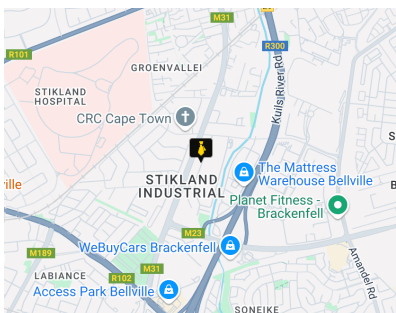 M31
R101
R300
GROENVALLEI
STIKLAND
HOSPITAL
Kuils River Rd
CRC Cape Town
STIKLAND
INDUSTRIAL
The Mattress
Warehouse Bellville
ville
Planet Fitness -
Brackenfell
M23
WeBuyCars Brackenfell
M189
M31
LABIANCE
R102
Access Park Bellville
Amandel Rd
SONEIKE
B